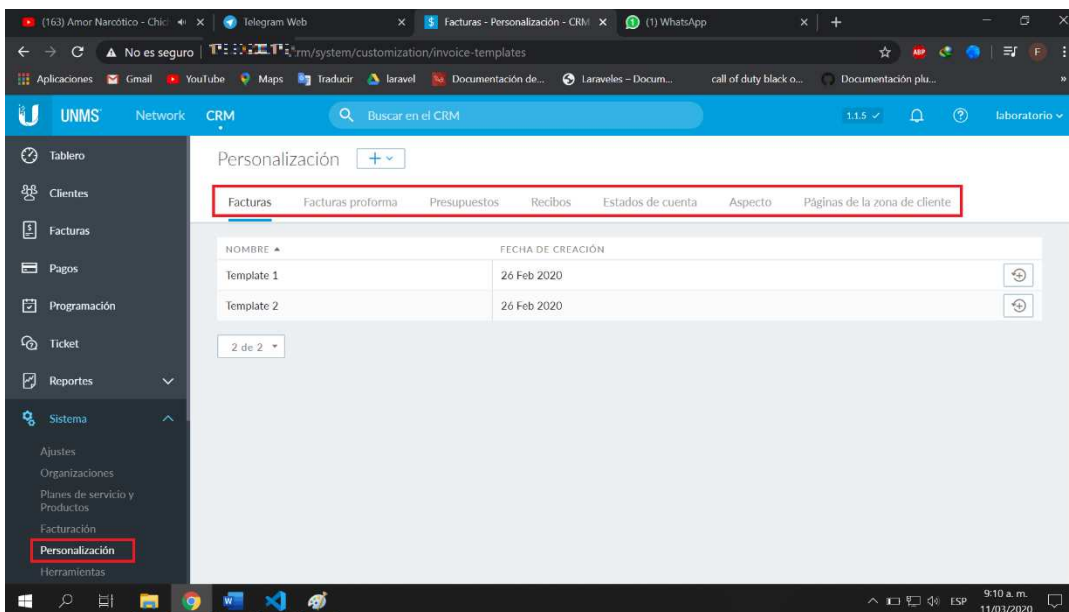 (163) Amor Narcótico - Chic
Telegram Web
Facturas - Personalización - CRM
(1) WhatsApp
No es seguro
rm/system/customization/invoice-templates
ABP
F
Aplicaciones
Gmail
YouTube
Maps
Traducir
laravel
Documentación de...
Laraveles – Docum...
call of duty black o...
Documentación plu...
UNMS
Network
CRM
Buscar en el CRM
1.1.5
laboratorio
Tablero
Clientes
Facturas
Pagos
Programación
Ticket
Reportes
Sistema
Ajustes
Organizaciones
Planes de servicio y
Productos
Facturación
Personalización
Herramientas
Personalización
Facturas
Facturas proforma
Presupuestos
Recibos
Estados de cuenta
Aspecto
Páginas de la zona de cliente
NOMBRE
FECHA DE CREACIÓN
Template 1
26 Feb 2020
Template 2
26 Feb 2020
2 de 2
ESP
9:10 a. m.
11/03/2020